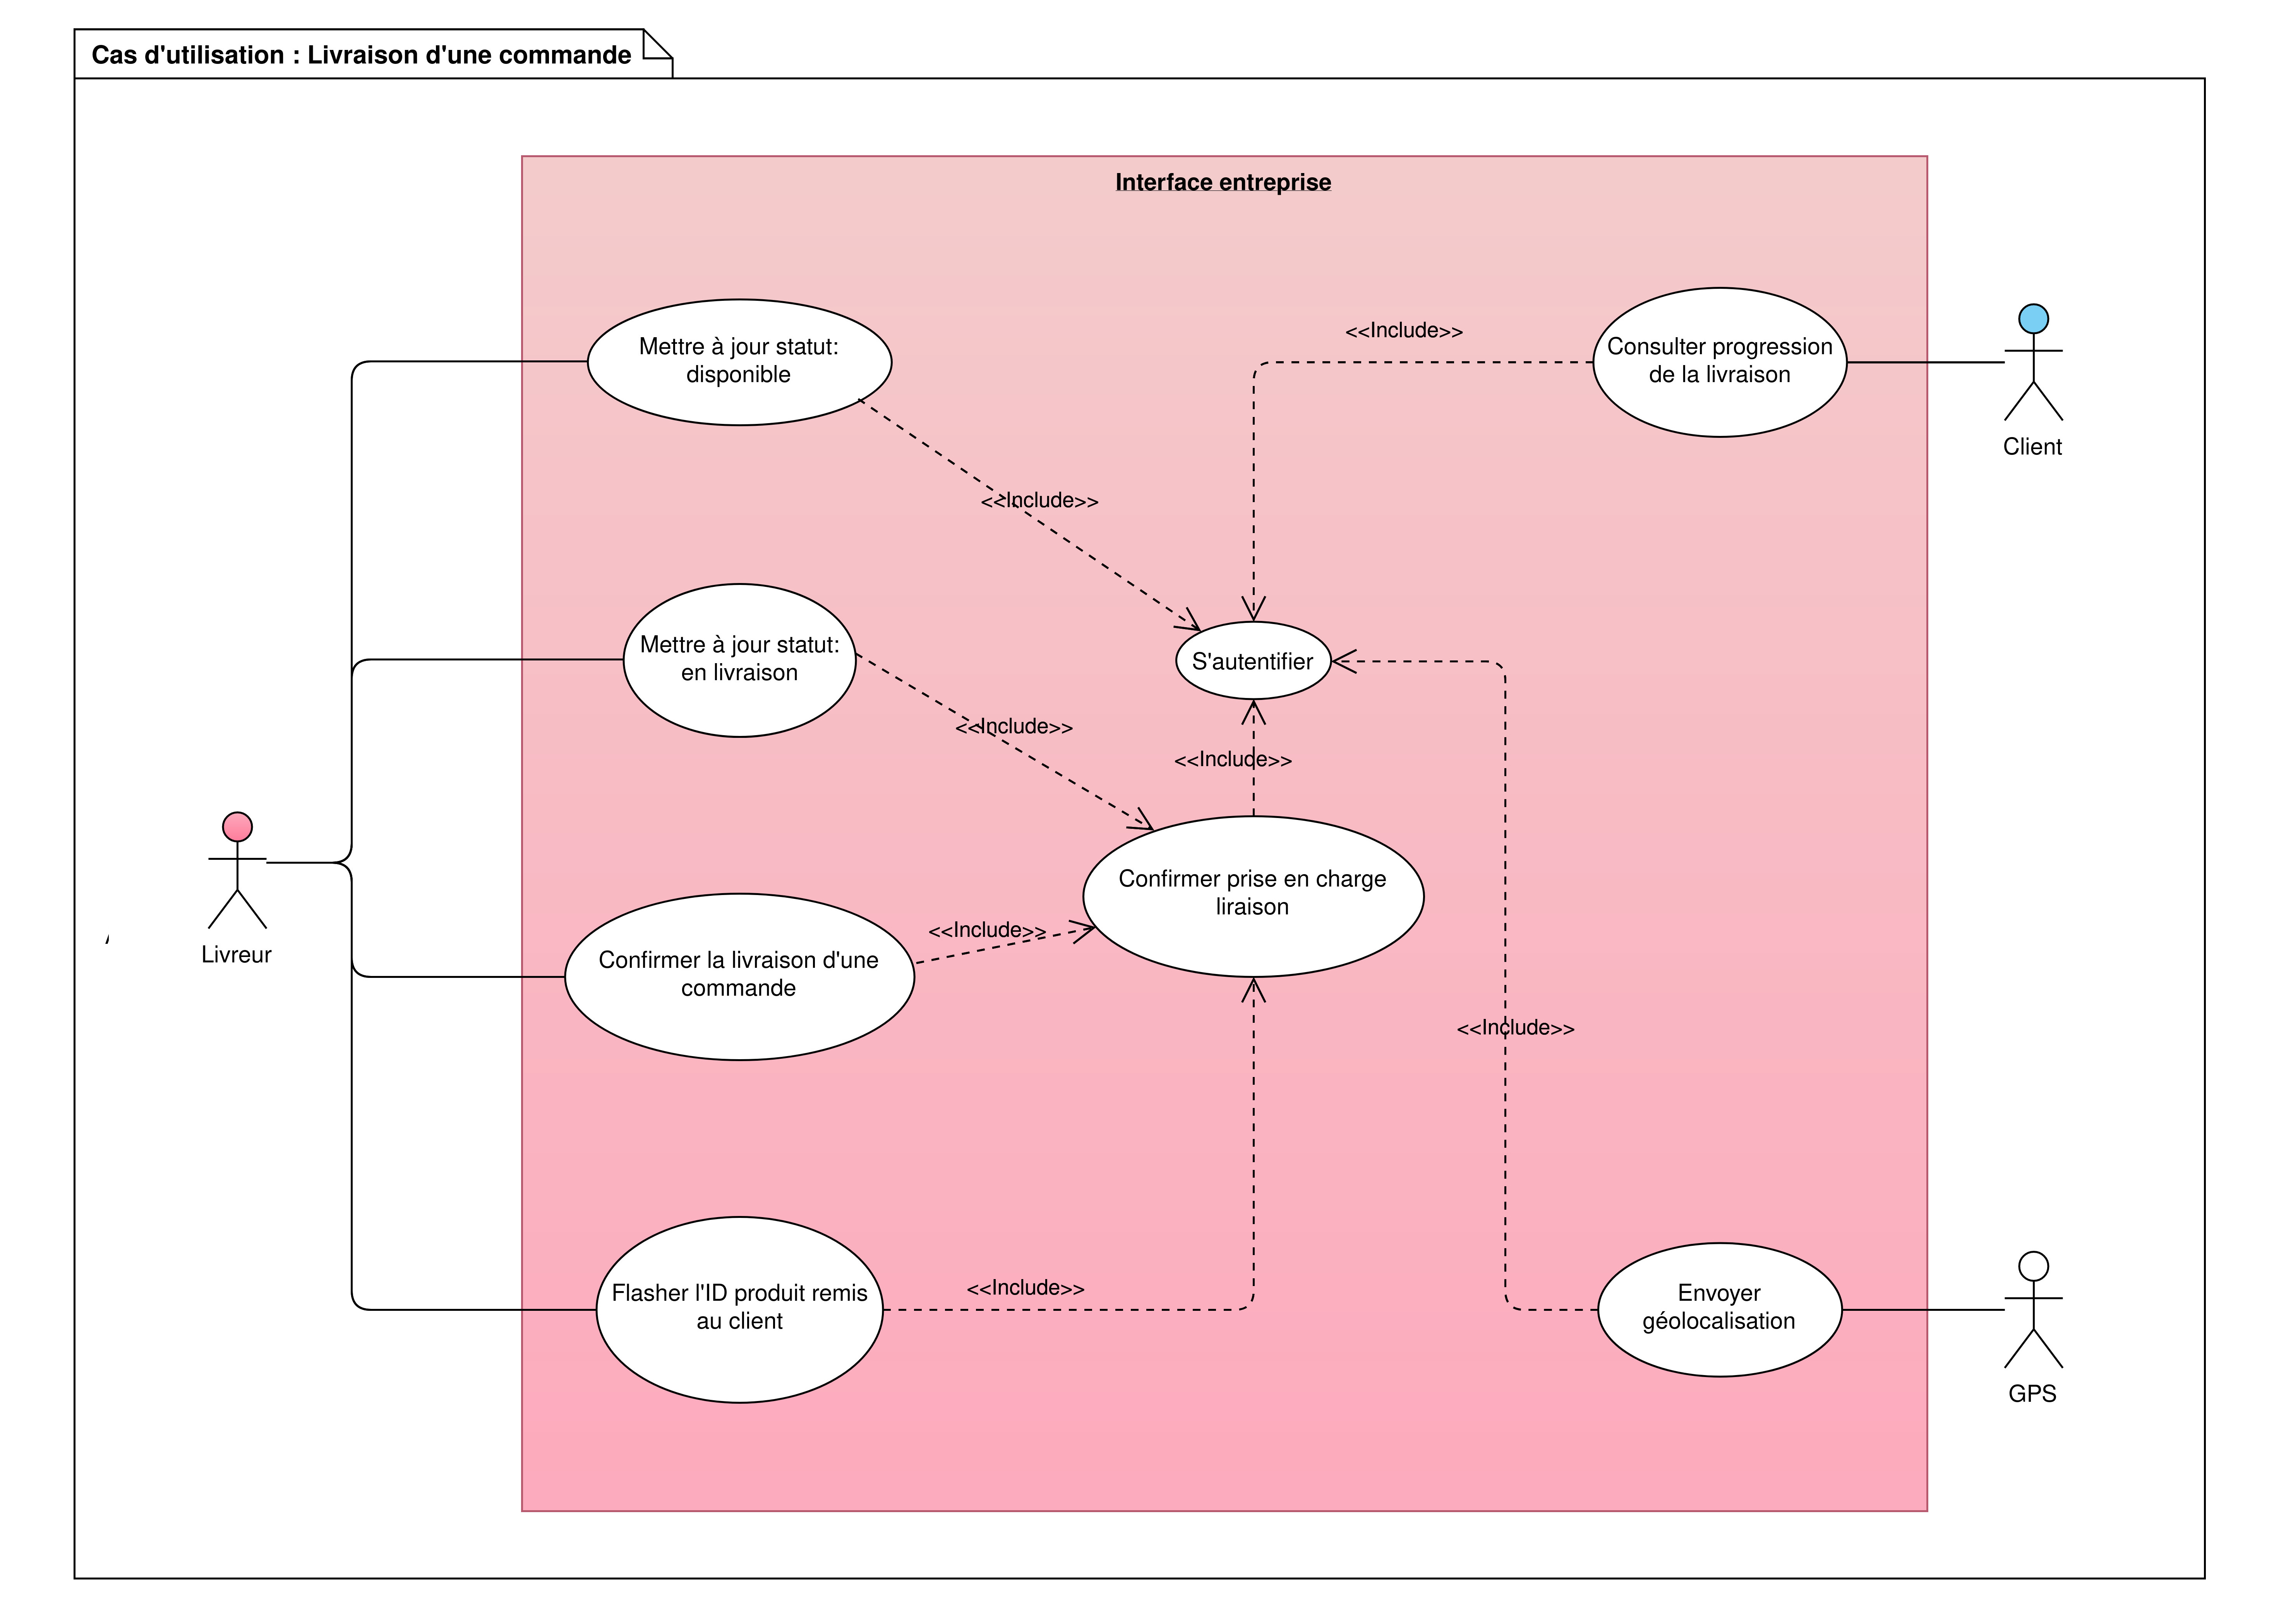 Cas d'utilisation : Livraison d'une commande
Interface entreprise
Mettre à jour statut:
disponible
<<Include>>
Consulter progression
de la livraison
Client
<<Include>>
Mettre à jour statut:
en livraison
S'autentifier
<<Include>>
<<Include>>
Livreur
Confirmer prise en charge
liraison
<<Include>>
Confirmer la livraison d'une
commande
<<Include>>
Flasher l'ID produit remis
au client
<<Include>>
Envoyer
géolocalisation
GPS